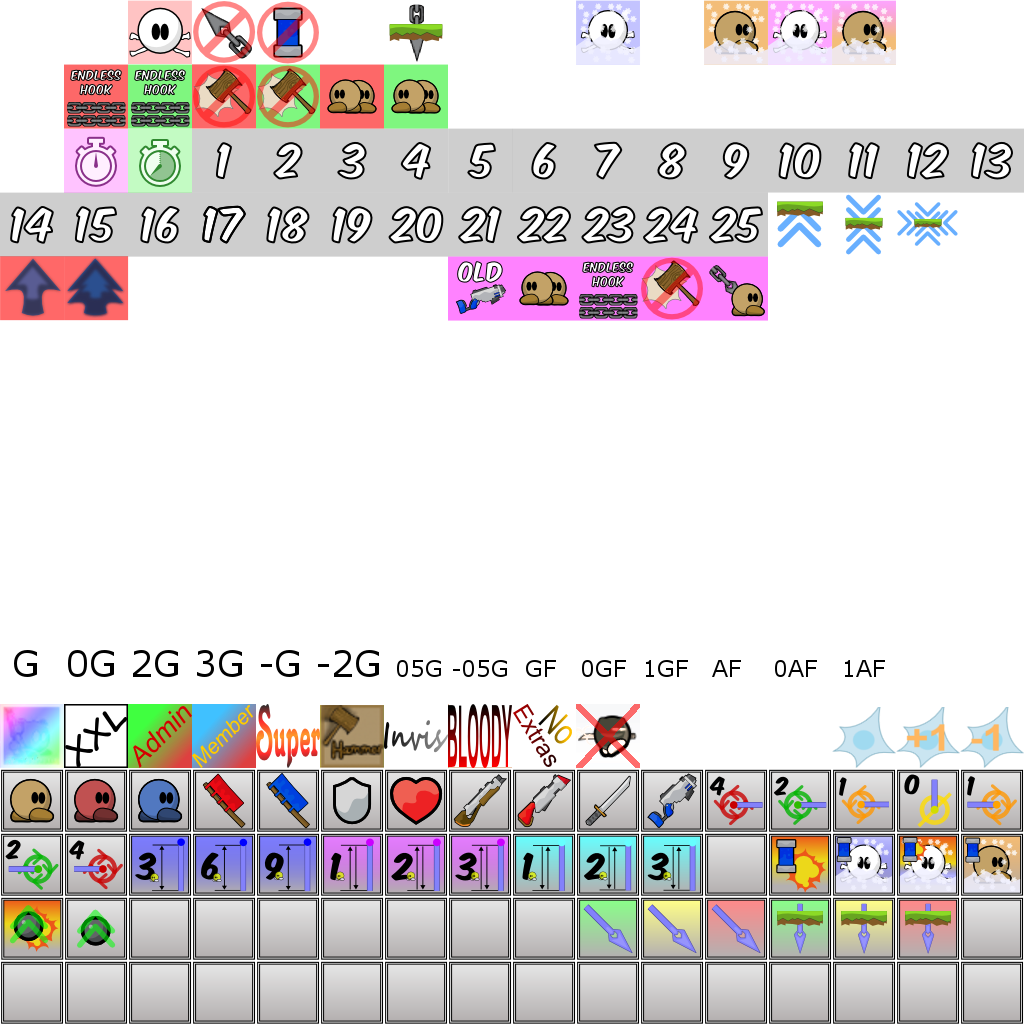 ENDLESS HOOK ENDLESS HOOK
1 2 3 4 5 6 7 8 9 10 11 12 13
14 15 16 17 18 19 20 21 22 23 24 25
OLD ENDLESS HOOK
G 0G 2G 3G -G -2G 05G -05G GF 0GF 1GF AF 0AF 1AF
XXL Admin Member Super Hammer Invis BLOODY No Extras +1 -1
4 2 1 0 1
2 4 3 6 9 1 2 3 1 2 3